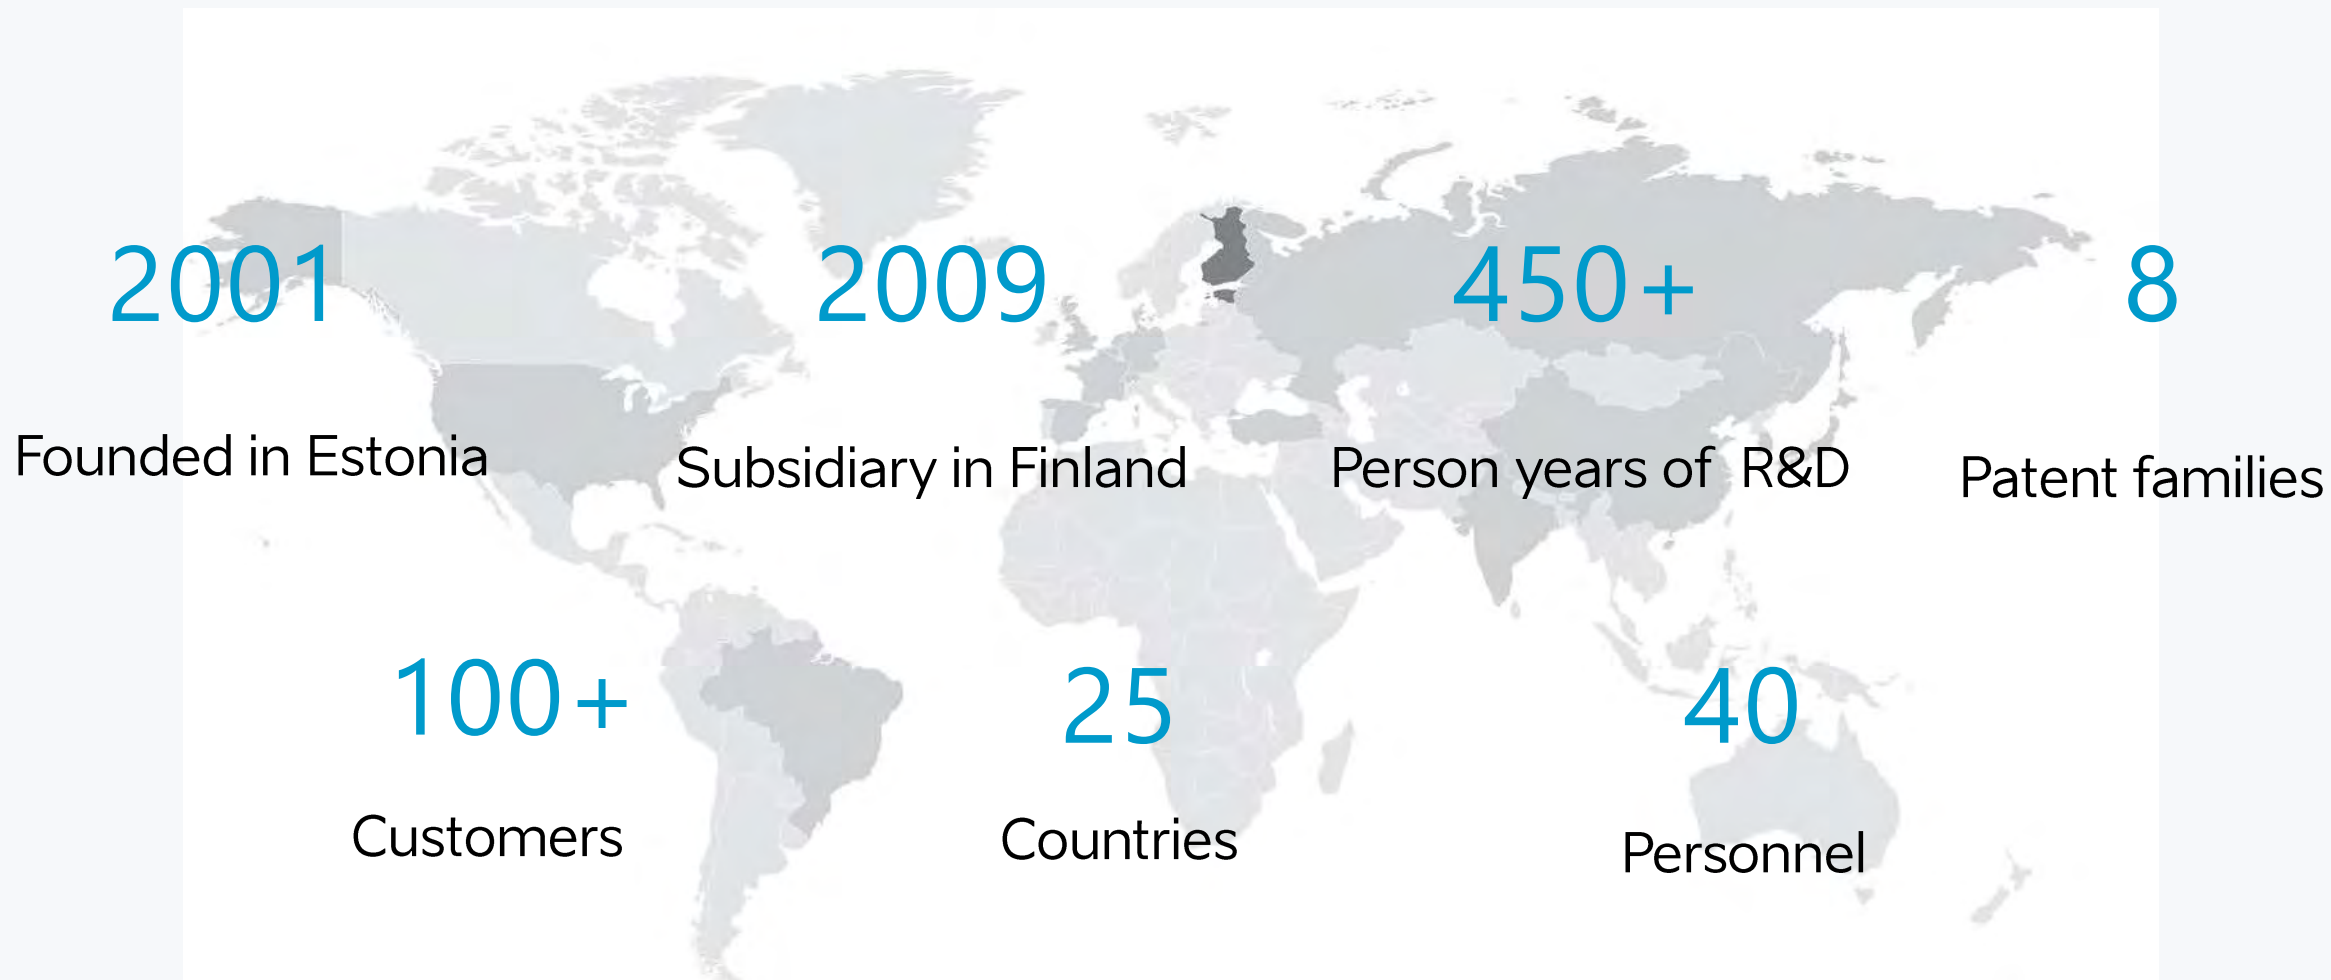 2001
Founded in Estonia
2009
Subsidiary in Finland
450+
Person years of R&D
8
Patent families
100+
Customers
25
Countries
40
Personnel